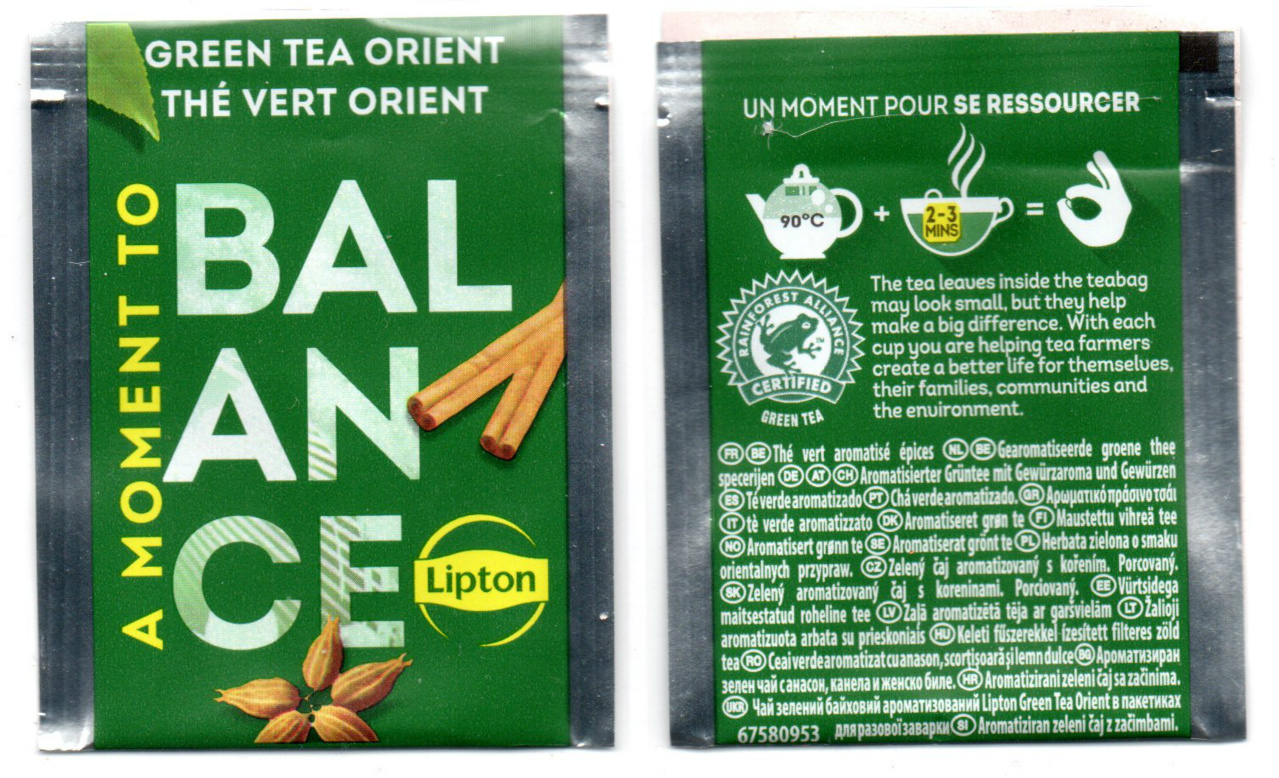 GREEN TEA ORIENT
THÉ VERT ORIENT
A MOMENT TO
BAL
AN
CE
Lipton
UN MOMENT POUR SE RESSOURCER
90°C
+
2-3
MINS
=
RAINFOREST ALLIANCE
TM
CERTIFIED
GREEN TEA
The tea leaves inside the teabag
may look small, but they help
make a big difference. With each
cup you are helping tea farmers
create a better life for themselves,
their families, communities and
the environment.
FR BE Thé vert aromatisé épices NL BE Gearomatiseerde groene thee
specerijen DE AT CH Aromatisierter Grüntee mit Gewürzaroma und Gewürzen
ES Té verde aromatizado PT Chá verde aromatizado. GR Αρωματικό πράσινο τσάι
IT tè verde aromatizzato DK Aromatiseret grøn te FI Maustettu vihreä tee
NO Aromatisert grønn te SE Aromatiserat grönt te PL Herbata zielona o smaku
orientalnych przypraw. CZ Zelený čaj aromatizovaný s kořením. Porcovaný.
SK Zelený aromatizovaný čaj s koreninami. Porciovaný. EE Vürtsidega
maitsestatud roheline tee LV Zaļā aromatizētā tēja ar garšvielām LT Žalioji
aromatizuota arbata su prieskoniais HU Keleti fűszerekkel ízesített filteres zöld
tea RO Ceai verde aromatizat cu anason, scorțișoară și lemn dulce BG Ароматизиран
зелен чай с анасон, канела и женско биле. HR Aromatizirani zeleni čaj sa začinima.
UKR Чай зелений байховий ароматизований Lipton Green Tea Orient в пакетиках
67580953 для разової заварки SI Aromatiziran zeleni čaj z začimbami.